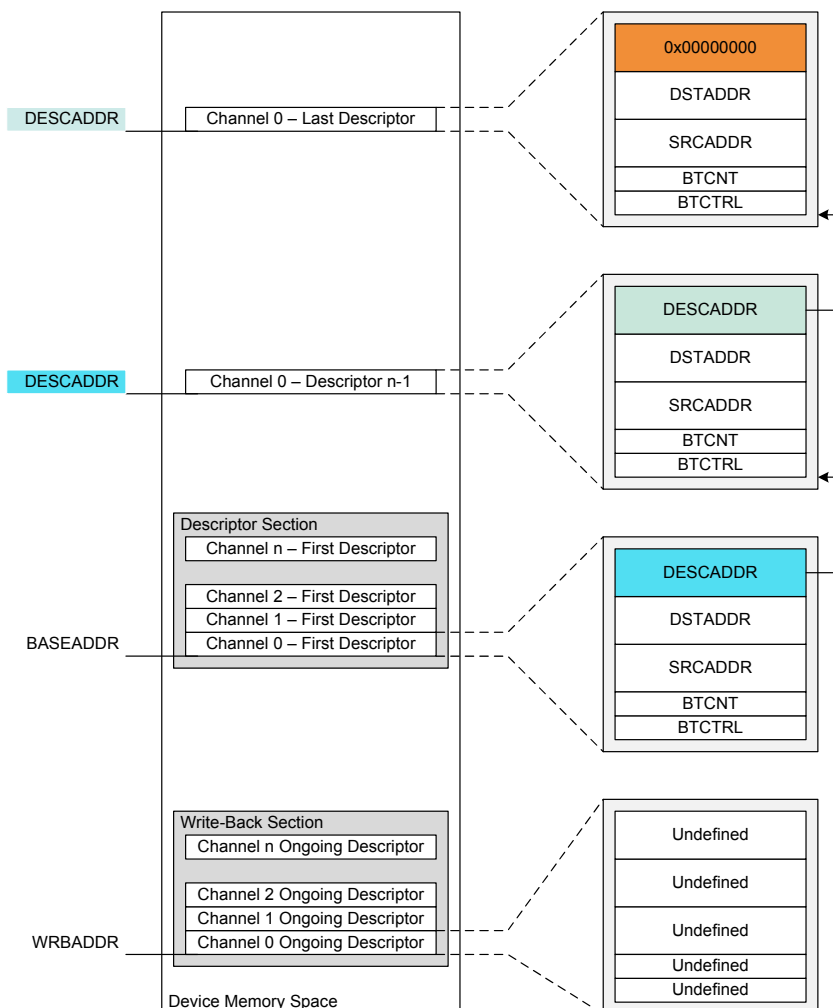 0x00000000
DESCADDR
Channel 0 – Last Descriptor
DSTADDR
SRCADDR
BTCNT
BTCTRL
DESCADDR
DESCADDR
Channel 0 – Descriptor n-1
DSTADDR
SRCADDR
BTCNT
BTCTRL
Descriptor Section
Channel n – First Descriptor
Channel 2 – First Descriptor
Channel 1 – First Descriptor
BASEADDR
Channel 0 – First Descriptor
DESCADDR
DSTADDR
SRCADDR
BTCNT
BTCTRL
Write-Back Section
Channel n Ongoing Descriptor
Channel 2 Ongoing Descriptor
Channel 1 Ongoing Descriptor
WRBADDR
Channel 0 Ongoing Descriptor
Undefined
Undefined
Undefined
Undefined
Undefined
Device Memory Space